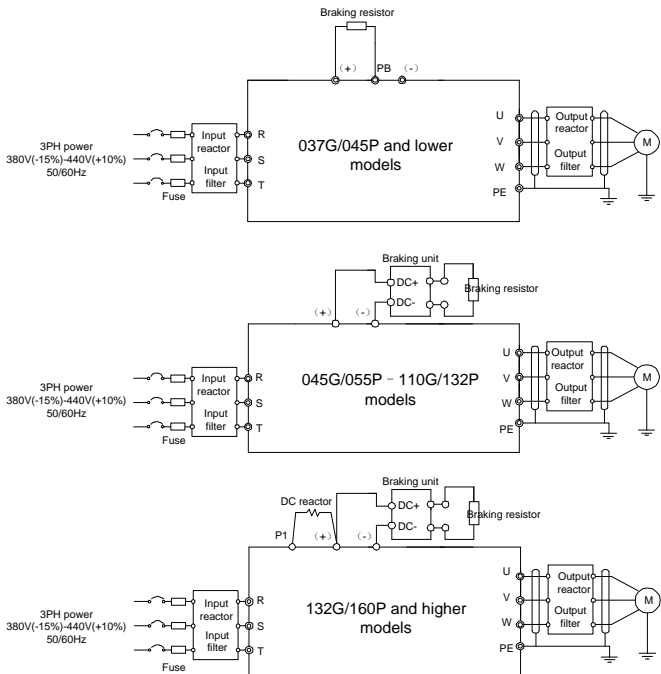 Braking resistor
(+) PB (-)
3PH power
380V(-15%)-440V(+10%)
50/60Hz
Fuse
Input
reactor
Input
filter
R
S
T
037G/045P and lower
models
U
V
W
PE
Output
reactor
Output
filter
M
Braking unit
DC+
DC-
Braking resistor
(+) (-)
3PH power
380V(-15%)-440V(+10%)
50/60Hz
Fuse
Input
reactor
Input
filter
R
S
T
045G/055P – 110G/132P
models
U
V
W
PE
Output
reactor
Output
filter
M
Braking unit
DC reactor
DC+
DC-
Braking resistor
P1 (+) (-)
3PH power
380V(-15%)-440V(+10%)
50/60Hz
Fuse
Input
reactor
Input
filter
R
S
T
132G/160P and higher
models
U
V
W
PE
Output
reactor
Output
filter
M